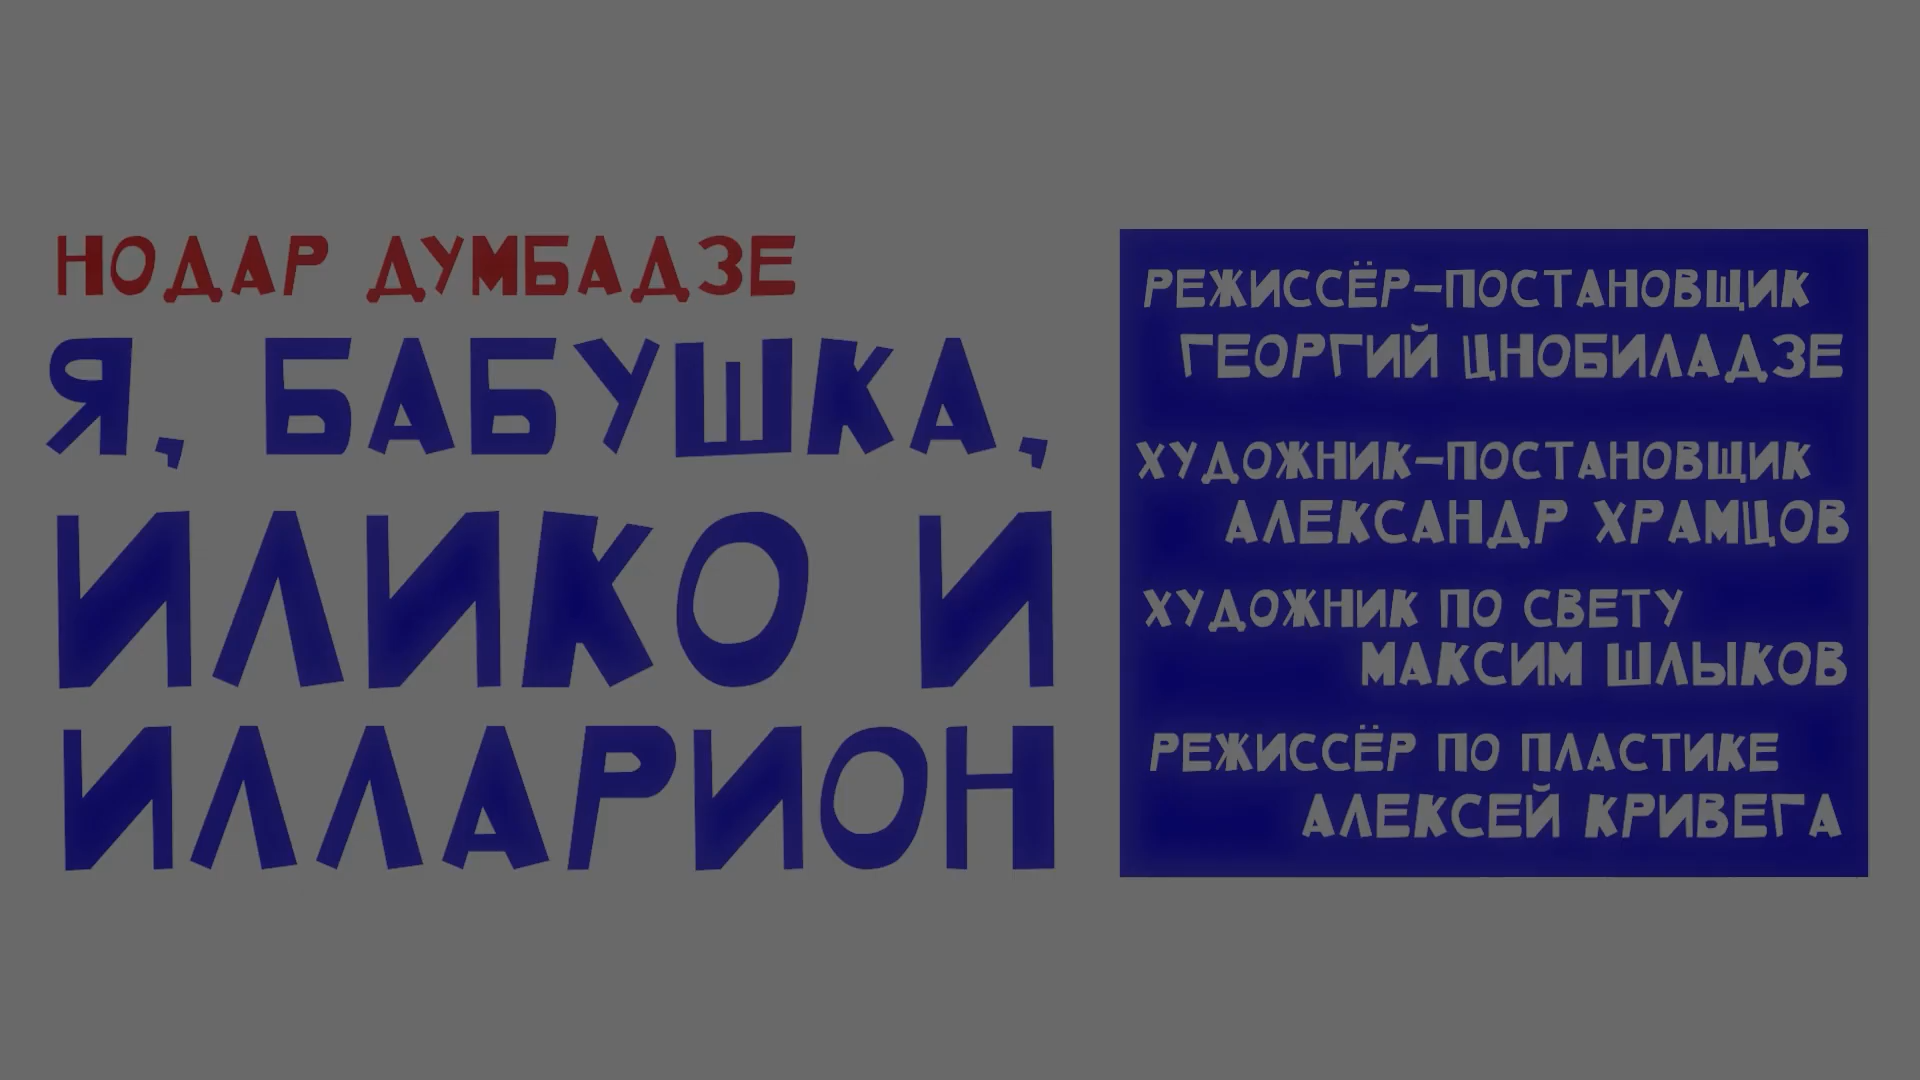 НОДАР ДУМБАДЗЕ
Я, БАБУШКА,
ИЛИКО И
ИЛЛАРИОН
РЕЖИССЁР-ПОСТАНОВЩИК
ГЕОРГИЙ ЦНОБИЛАДЗЕ
ХУДОЖНИК-ПОСТАНОВЩИК
АЛЕКСАНДР ХРАМЦОВ
ХУДОЖНИК ПО СВЕТУ
МАКСИМ ШЛЫКОВ
РЕЖИССЁР ПО ПЛАСТИКЕ
АЛЕКСЕЙ КРИВЕГА